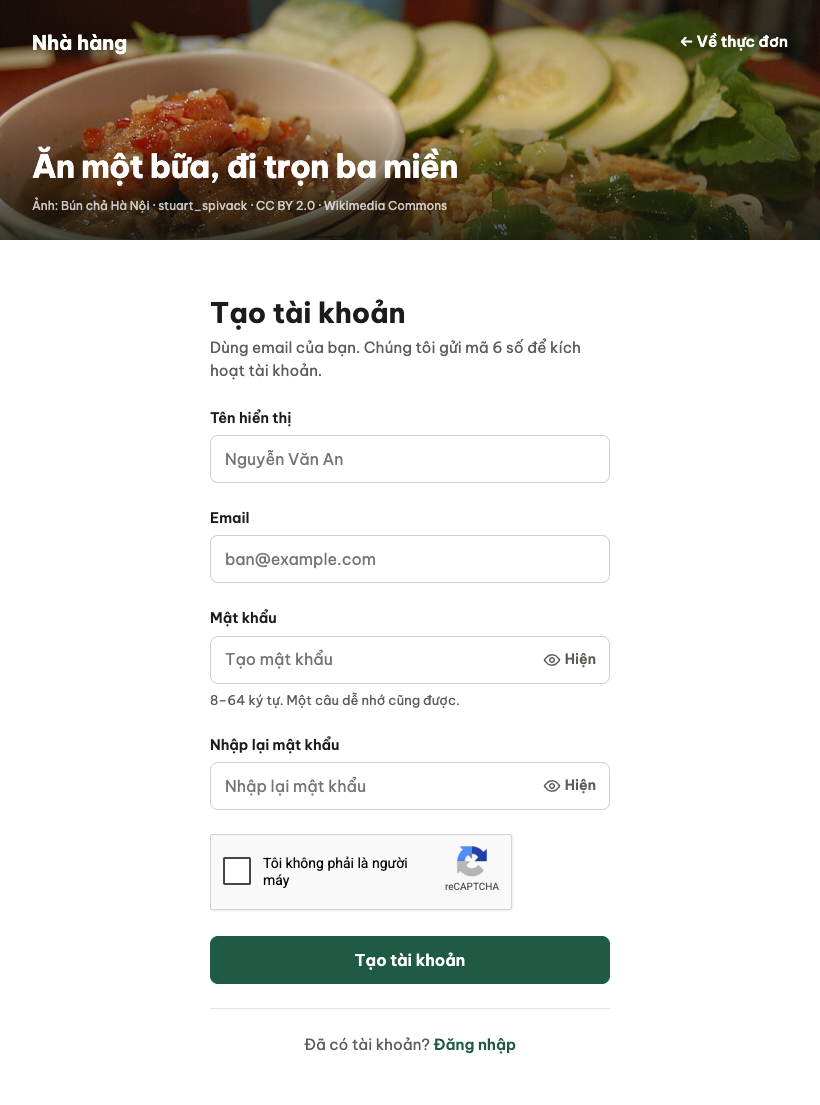 Nhà hàng
← Về thực đơn
Ăn một bữa, đi trọn ba miền
Ảnh: Bún chả Hà Nội · stuart_spivack · CC BY 2.0 · Wikimedia Commons
Tạo tài khoản
Dùng email của bạn. Chúng tôi gửi mã 6 số để kích
hoạt tài khoản.
Tên hiển thị
Nguyễn Văn An
Email
ban@example.com
Mật khẩu
Tạo mật khẩu
Hiện
8–64 ký tự. Một câu dễ nhớ cũng được.
Nhập lại mật khẩu
Nhập lại mật khẩu
Hiện
Tôi không phải là người
máy
reCAPTCHA
Tạo tài khoản
Đã có tài khoản? Đăng nhập